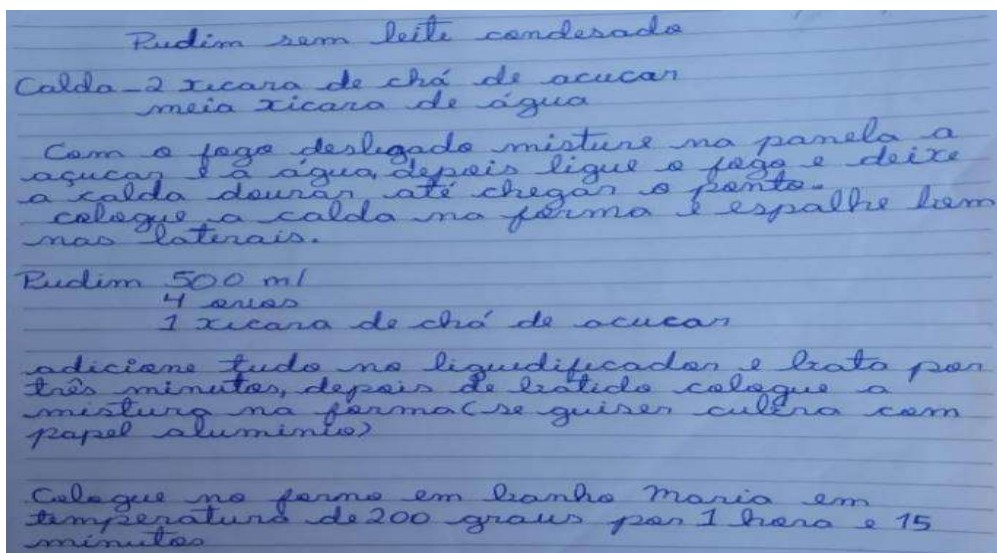 Pudim sem leite condesado
Calda - 2 xicara de chá de acucar
meia xicara de água
Com o fogo desligado misture na panela a
açucar e a água, depois ligue o fogo e deixe
a calda dourar até chegar o ponto.
coloque a calda na forma e espalhe bem
nas laterais.
Pudim 500 ml
4 ovos
1 xicara de chá de acucar
adicione tudo no liquidificador e bata por
três minutos, depois de batido coloque a
mistura na forma (se quiser cubra com
papel aluminio)
Coloque no forno em banho Maria em
temperatura de 200 graus por 1 hora e 15
minutos